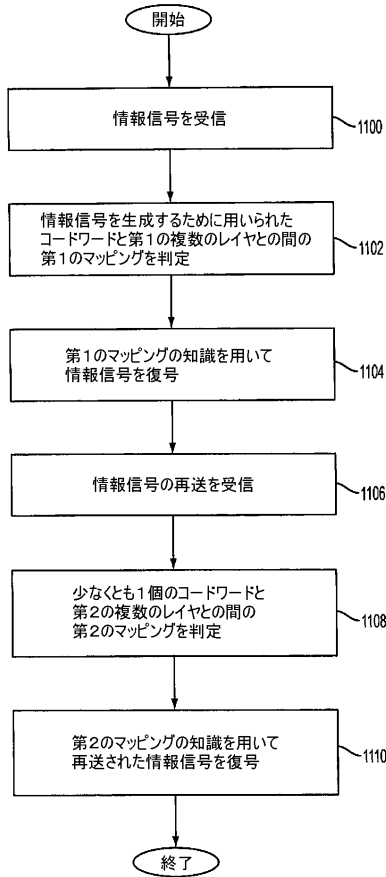 開始
情報信号を受信
1100
情報信号を生成するために用いられた
コードワードと第1の複数のレイヤとの間の
第1のマッピングを判定
1102
第1のマッピングの知識を用いて
情報信号を復号
1104
情報信号の再送を受信
1106
少なくとも1個のコードワードと
第2の複数のレイヤとの間の
第2のマッピングを判定
1108
第2のマッピングの知識を用いて
再送された情報信号を復号
1110
終了